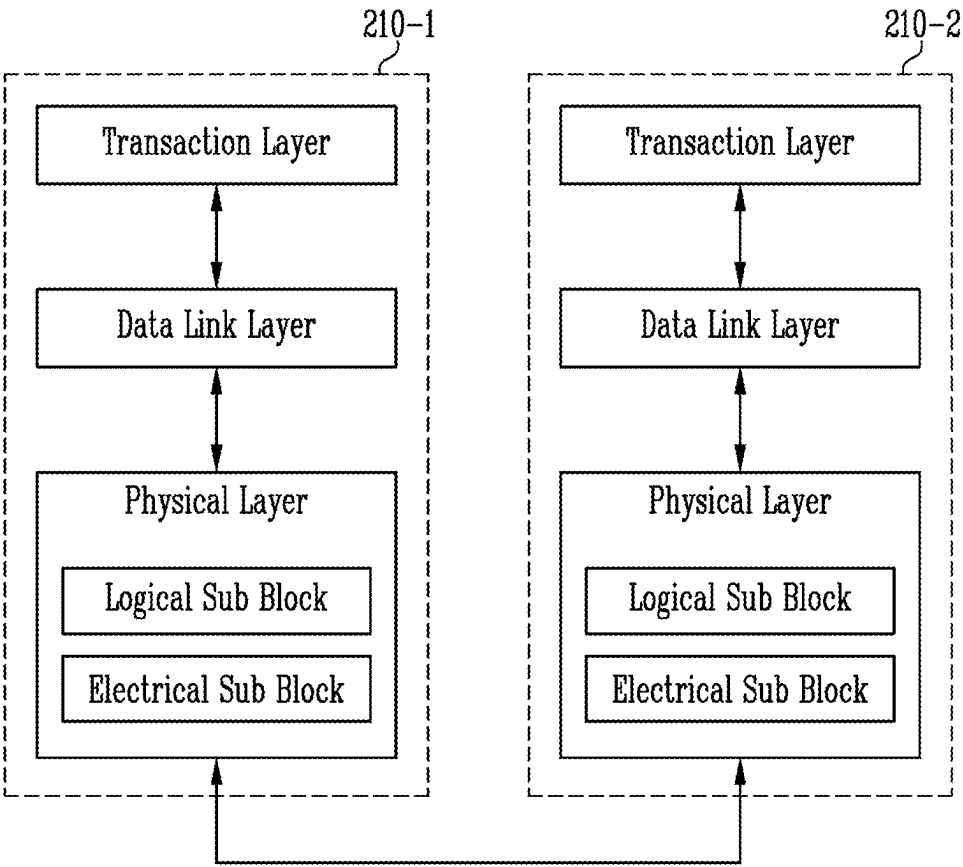 210-1
Transaction Layer
Data Link Layer
Physical Layer
Logical Sub Block
Electrical Sub Block
210-2
Transaction Layer
Data Link Layer
Physical Layer
Logical Sub Block
Electrical Sub Block